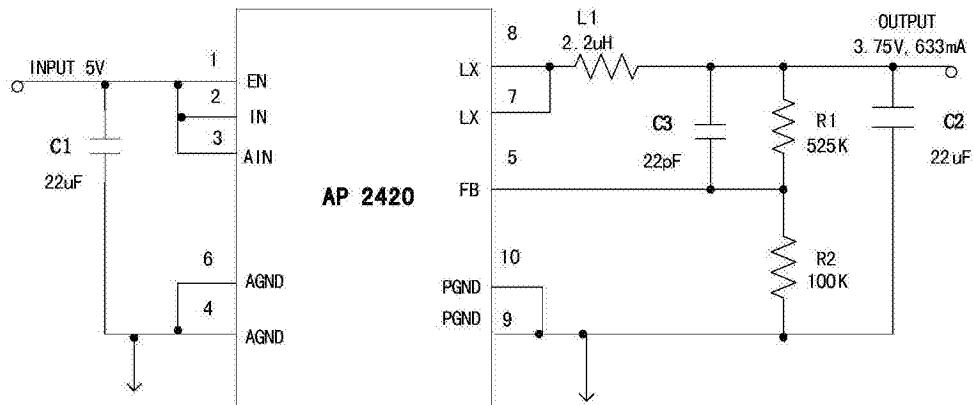 L1
2.2uH
OUTPUT
3.75V, 633mA
8
LX
7
LX
1
INPUT 5V
EN
2
IN
3
AIN
C1
22uF
C3
22pF
R1
525K
C2
22uF
5
FB
AP 2420
6
AGND
4
AGND
10
PGND
PGND
9
R2
100K